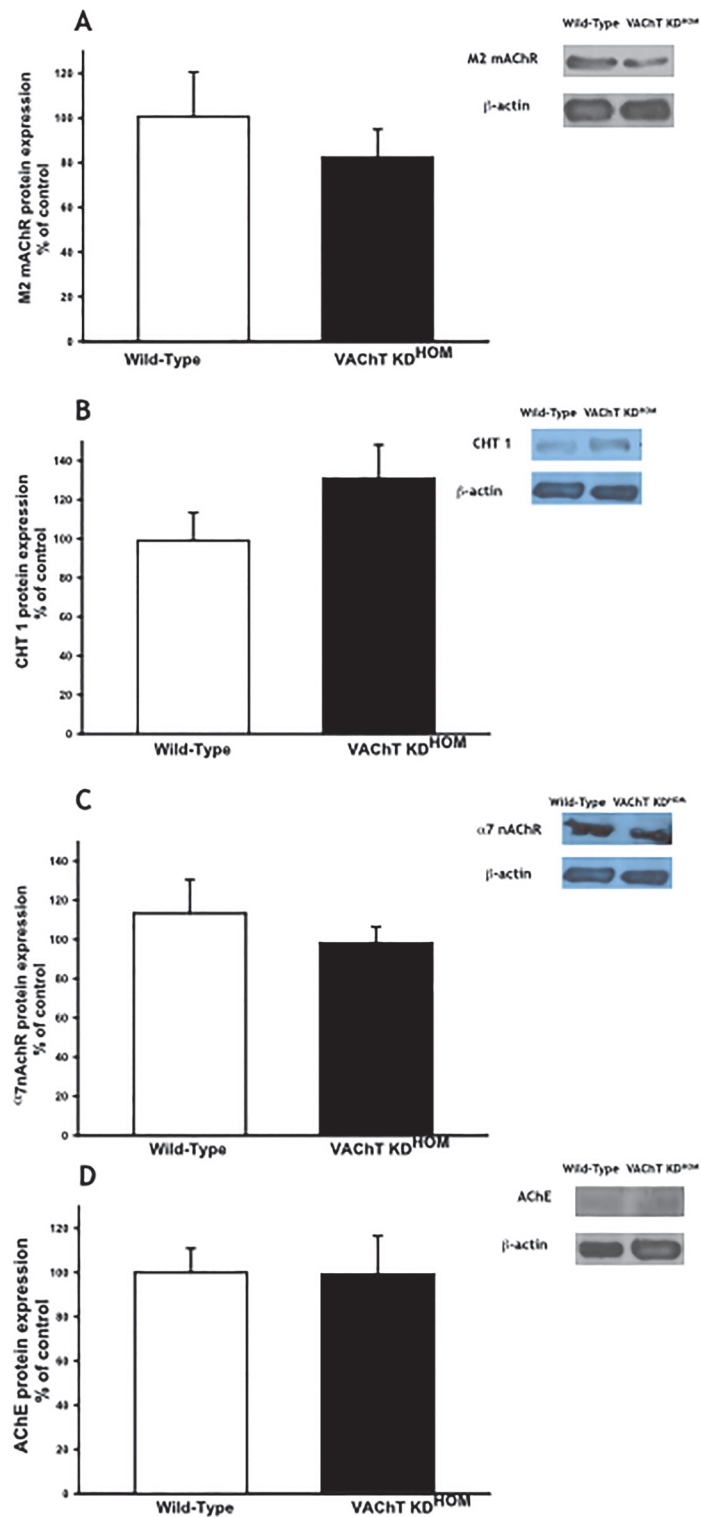 A
Wild-Type VAChT KDHOM
M2 mAChR
β-actin
M2 mAChR protein expression
% of control
120
100
80
60
40
20
0
Wild-Type
VAChT KDHOM
B
Wild-Type VAChT KDHOM
CHT 1
β-actin
CHT 1 protein expression
% of control
140
120
100
80
60
40
20
0
Wild-Type
VAChT KDHOM
C
Wild-Type VAChT KDHOM
α7 nAChR
β-actin
α7nAchR protein expression
% of control
140
120
100
80
60
40
20
0
Wild-Type
VAChT KDHOM
D
Wild-Type VAChT KDHOM
AChE
β-actin
AChE protein expression
% of control
120
100
80
60
40
20
0
Wild-Type
VAChT KDHOM